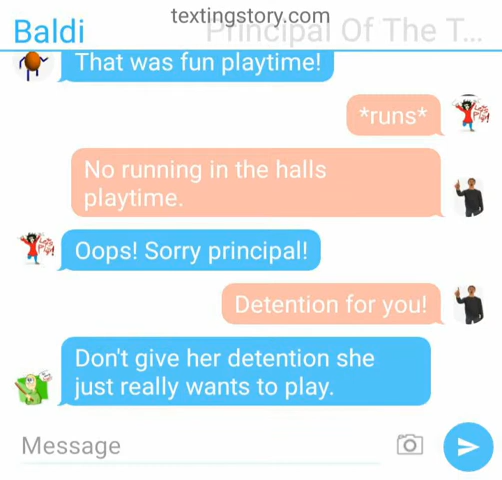 textingstory.com
Baldi
Principal Of The T...
That was fun playtime!
*runs*
No running in the halls
playtime.
Oops! Sorry principal!
Detention for you!
Don't give her detention she
just really wants to play.
Message